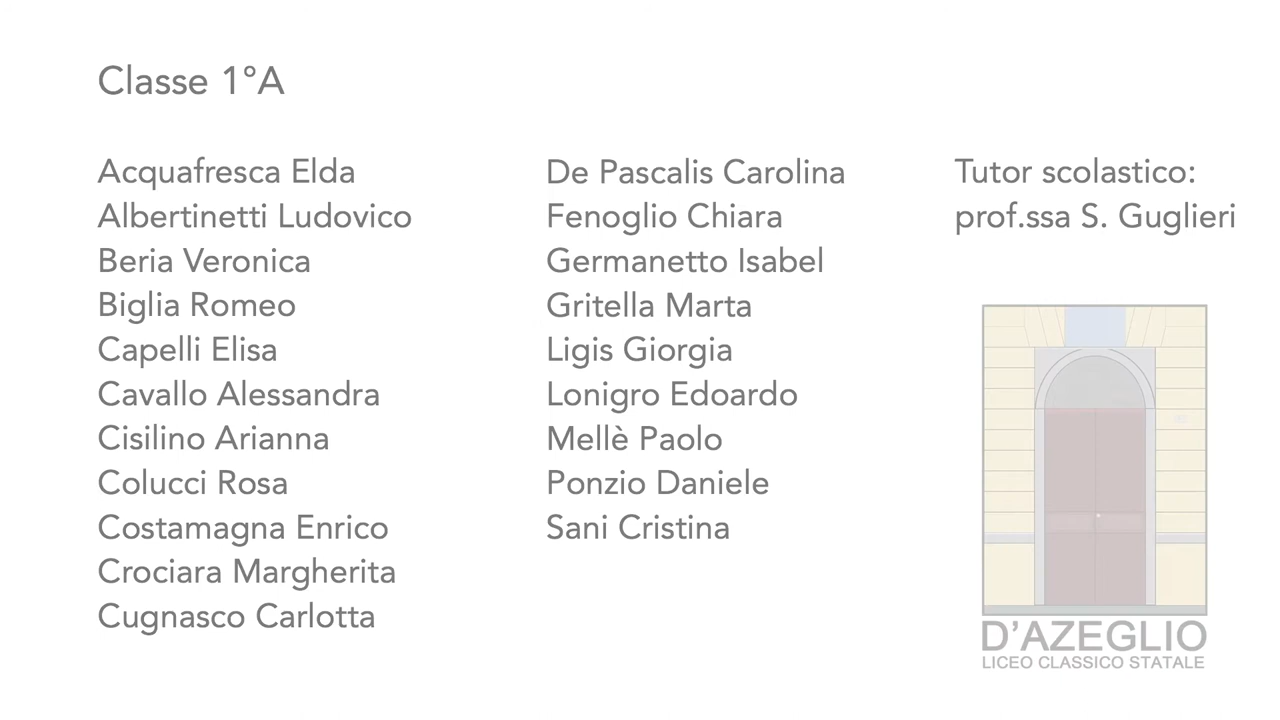 Classe 1°A
Acquafresca Elda
Albertinetti Ludovico
Beria Veronica
Biglia Romeo
Capelli Elisa
Cavallo Alessandra
Cisilino Arianna
Colucci Rosa
Costamagna Enrico
Crociara Margherita
Cugnasco Carlotta
De Pascalis Carolina
Fenoglio Chiara
Germanetto Isabel
Gritella Marta
Ligis Giorgia
Lonigro Edoardo
Mellè Paolo
Ponzio Daniele
Sani Cristina
Tutor scolastico:
prof.ssa S. Guglieri
D'AZEGLIO
LICEO CLASSICO STATALE